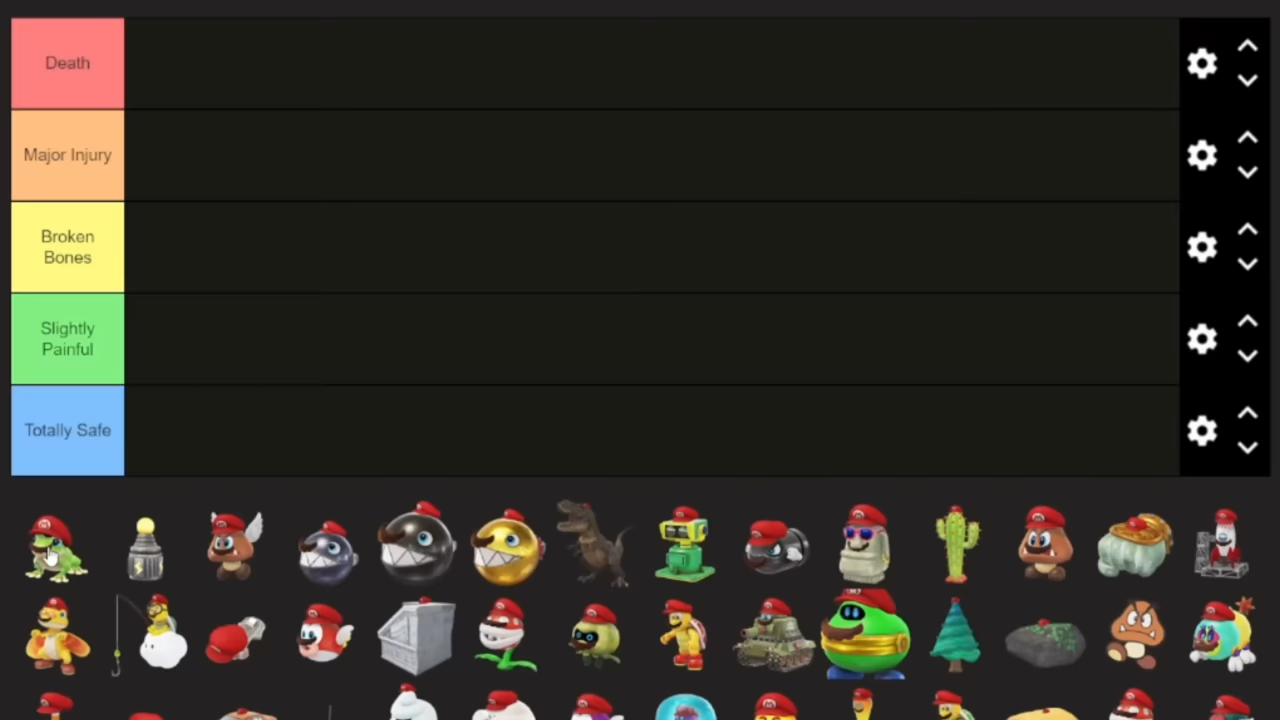 Death
Major Injury
Broken
Bones
Slightly
Painful
Totally Safe